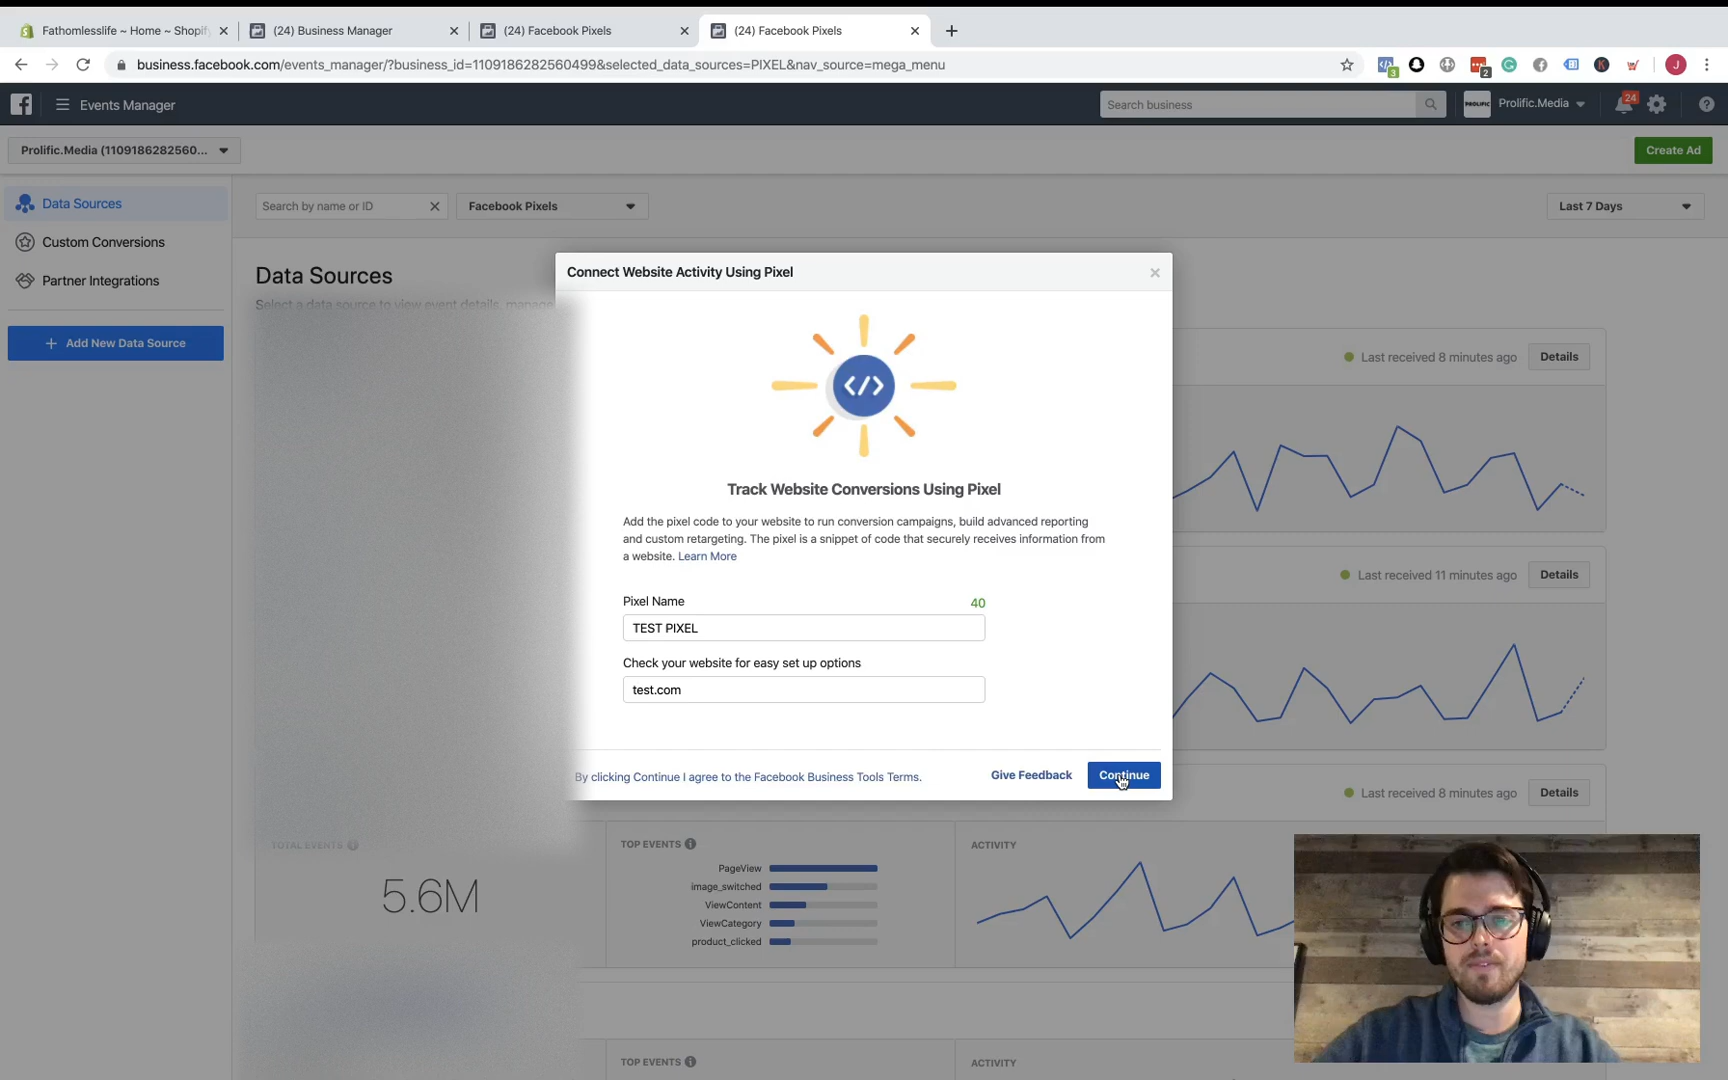 Fathomlesslife ~ Home ~ Shopify
(24) Business Manager
(24) Facebook Pixels
(24) Facebook Pixels
business.facebook.com/events_manager/?business_id=1109186282560499&selected_data_sources=PIXEL&nav_source=mega_menu
3
2
J
Events Manager
Search business
PROLIFIC
Prolific.Media
24
Prolific.Media (1109186282560...
Create Ad
Data Sources
Search by name or ID
Facebook Pixels
Last 7 Days
Custom Conversions
Partner Integrations
Add New Data Source
Data Sources
Select a data source to view event details, manage
Connect Website Activity Using Pixel
</>
Track Website Conversions Using Pixel
Add the pixel code to your website to run conversion campaigns, build advanced reporting
and custom retargeting. The pixel is a snippet of code that securely receives information from
a website. Learn More
Pixel Name
40
TEST PIXEL
Check your website for easy set up options
test.com
By clicking Continue I agree to the Facebook Business Tools Terms.
Give Feedback
Continue
Last received 8 minutes ago
Details
Last received 11 minutes ago
Details
Last received 8 minutes ago
Details
TOTAL EVENTS
5.6M
TOP EVENTS
PageView
image_switched
ViewContent
ViewCategory
product_clicked
ACTIVITY
TOP EVENTS
ACTIVITY